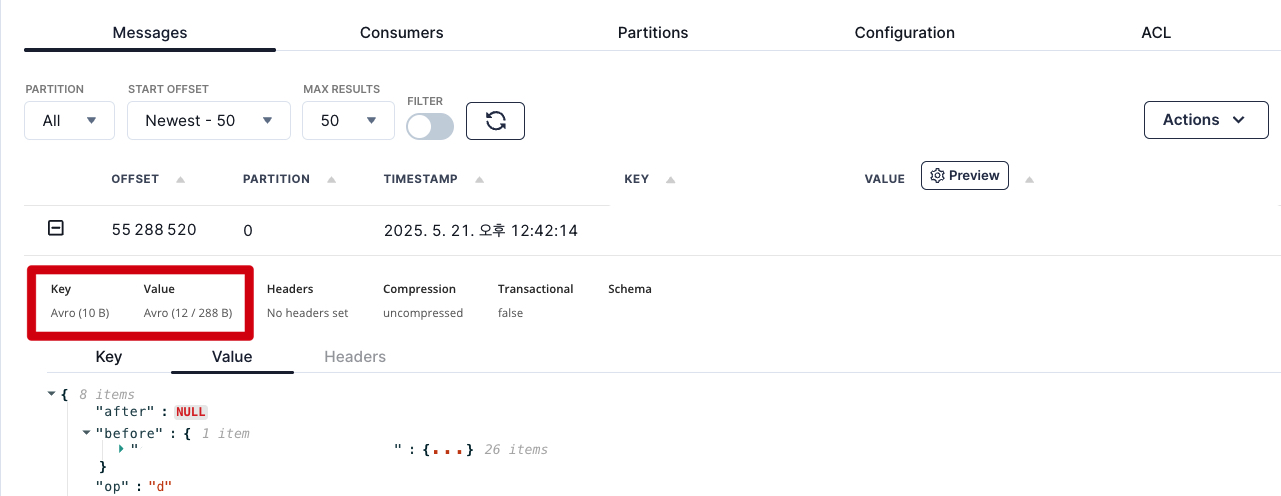 Messages Consumers Partitions Configuration ACL
PARTITION START OFFSET MAX RESULTS FILTER
All Newest - 50 50 Actions
OFFSET PARTITION TIMESTAMP KEY VALUE Preview
55 288 520 0 2025. 5. 21. 오후 12:42:14
Key Value Headers Compression Transactional Schema
Avro (10 B) Avro (12 / 288 B) No headers set uncompressed false
Key Value Headers
{ 8 items
"after" : NULL
"before" : { 1 item
" " : {...} 26 items
}
"op" : "d"